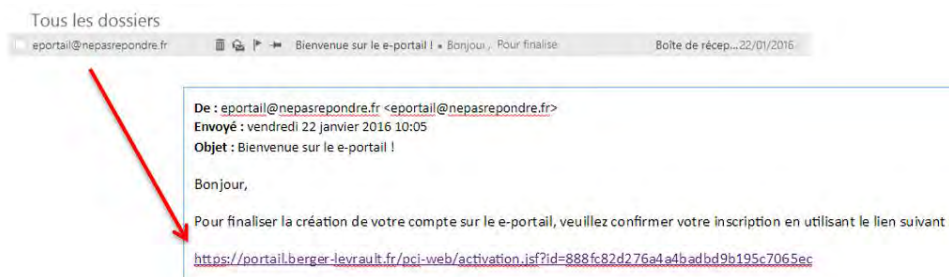 Tous les dossiers
eportail@nepasrepondre.fr Bienvenue sur le e-portail ! • Bonjour, Pour finalise Boîte de récep... 22/01/2016
De : eportail@nepasrepondre.fr <eportail@nepasrepondre.fr>
Envoyé : vendredi 22 janvier 2016 10:05
Objet : Bienvenue sur le e-portail !
Bonjour,
Pour finaliser la création de votre compte sur le e-portail, veuillez confirmer votre inscription en utilisant le lien suivant
https://portail.berger-levrault.fr/pci-web/activation.jsf?id=888fc82d276a4a4badbd9b195c7065ec